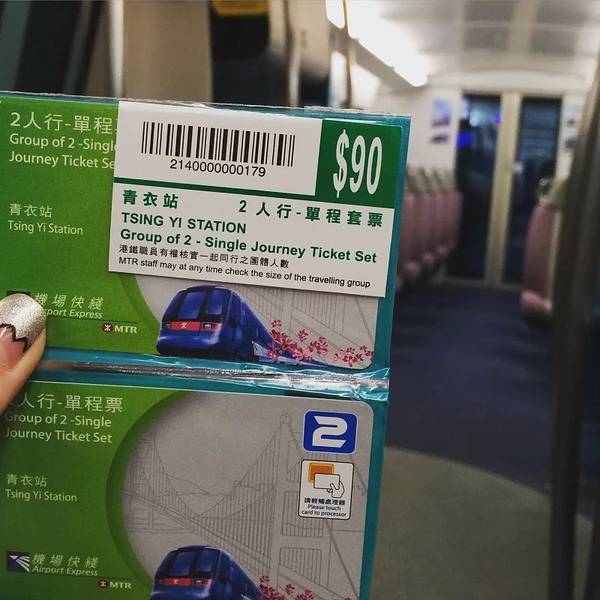 2人行-單程
Group of 2 -Single
Journey Ticket Se
青衣站
Tsing Yi Station
機場快綫
Airport Express
MTR
2140000000179
$90
青衣站 2人行-單程套票
TSING YI STATION
Group of 2 - Single Journey Ticket Set
港鐵職員有權核實一起同行之團體人數
MTR staff may at any time check the size of the travelling group
人行-單程票
Group of 2 -Single
Journey Ticket Set
青衣站
Tsing Yi Station
機場快綫
Airport Express
MTR
2
請輕觸處理器
Please touch
card to processor